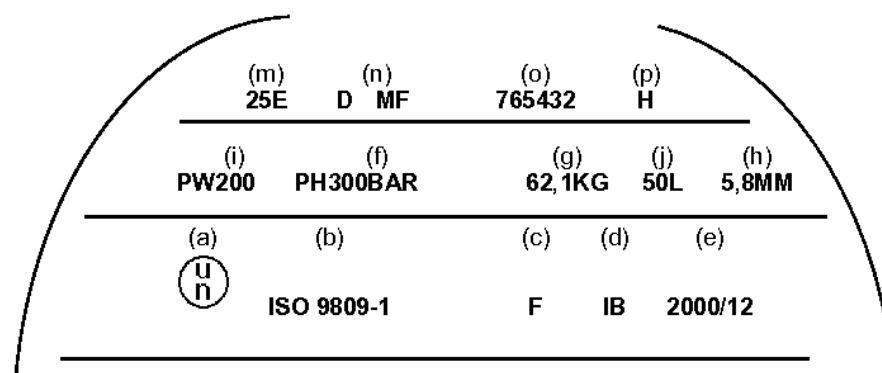 (m) (n) (o) (p)
25E D MF 765432 H
(i) (f) (g) (j) (h)
PW200 PH300BAR 62,1KG 50L 5,8MM
(a) (b) (c) (d) (e)
u
n
ISO 9809-1 F IB 2000/12